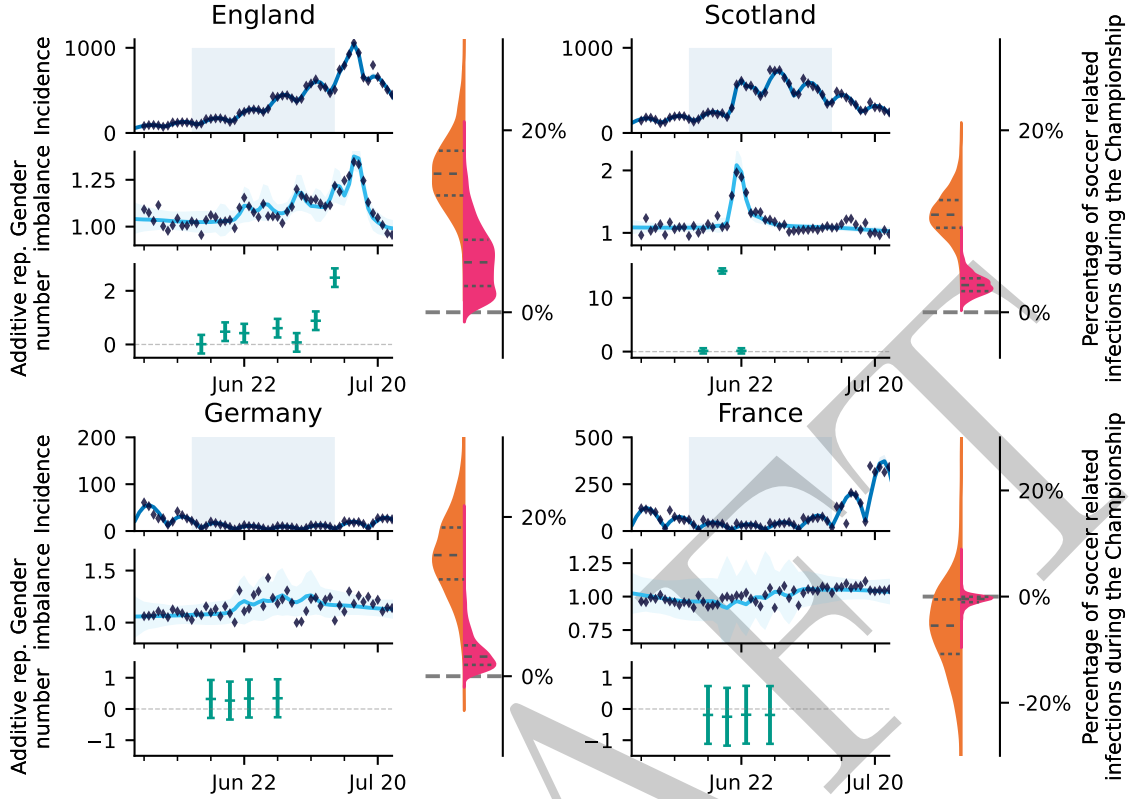 England
Scotland
Incidence
1000
0
Gender
imbalance
1.25
1.00
Additive rep.
number
2
0
Jun 22
Jul 20
20%
0%
1000
0
2
1
10
0
Jun 22
Jul 20
20%
0%
Percentage of soccer related
infections during the Championship
Germany
France
Incidence
200
100
0
Gender
imbalance
1.5
1.0
Additive rep.
number
1
0
−1
Jun 22
Jul 20
20%
0%
500
250
0
1.25
1.00
0.75
1
0
−1
Jun 22
Jul 20
20%
0%
-20%
Percentage of soccer related
infections during the Championship